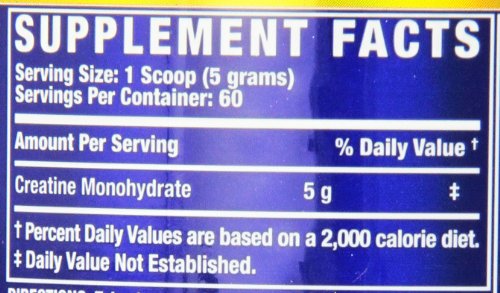 SUPPLEMENT FACTS
Serving Size: 1 Scoop (5 grams)
Servings Per Container: 60
Amount Per Serving % Daily Value †
Creatine Monohydrate 5 g ‡
† Percent Daily Values are based on a 2,000 calorie diet.
‡ Daily Value Not Established.